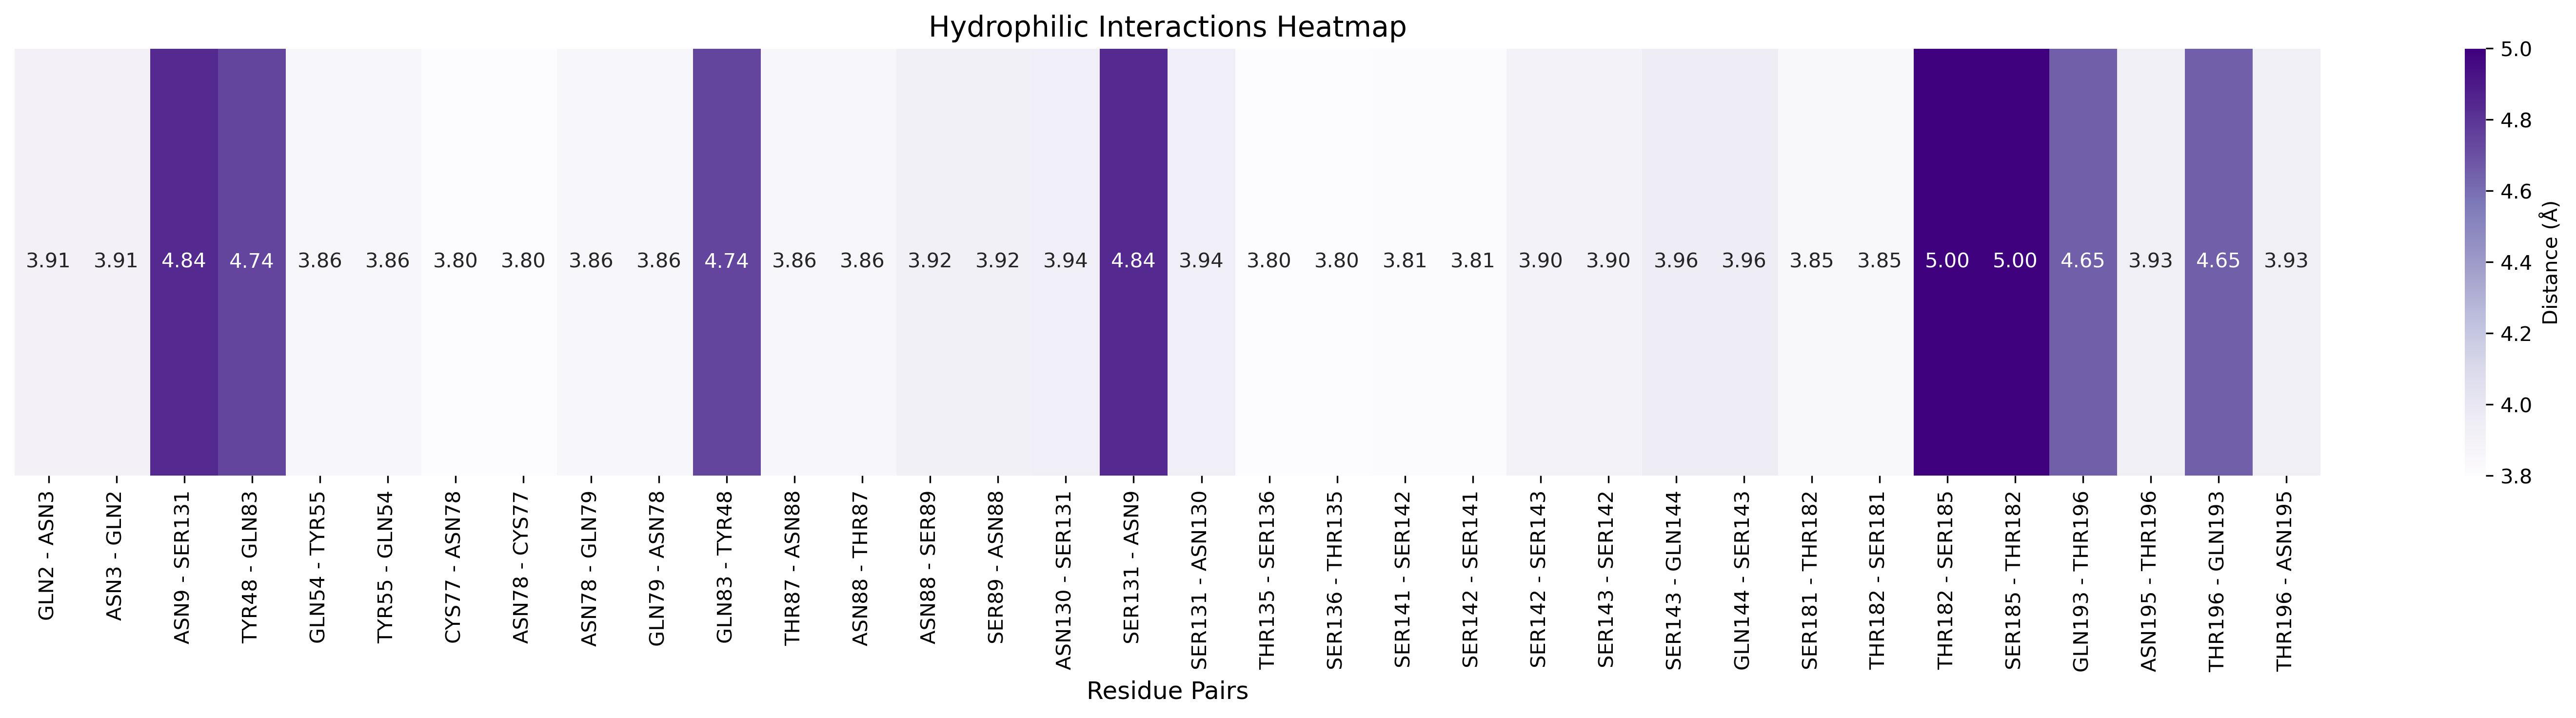 Hydrophilic Interactions Heatmap
3.91 3.91 4.84 4.74 3.86 3.86 3.80 3.80 3.86 3.86 4.74 3.86 3.86 3.92 3.92 3.94 4.84 3.94 3.80 3.80 3.81 3.81 3.90 3.90 3.96 3.96 3.85 3.85 5.00 5.00 4.65 3.93 4.65 3.93
GLN2 - ASN3
ASN3 - GLN2
ASN9 - SER131
TYR48 - GLN83
GLN54 - TYR55
TYR55 - GLN54
CYS77 - ASN78
ASN78 - CYS77
ASN78 - GLN79
GLN79 - ASN78
GLN83 - TYR48
THR87 - ASN88
ASN88 - THR87
ASN88 - SER89
SER89 - ASN88
ASN130 - SER131
SER131 - ASN9
SER131 - ASN130
THR135 - SER136
SER136 - THR135
SER141 - SER142
SER142 - SER141
SER142 - SER143
SER143 - SER142
SER143 - GLN144
GLN144 - SER143
SER181 - THR182
THR182 - SER181
THR182 - SER185
SER185 - THR182
GLN193 - THR196
ASN195 - THR196
THR196 - GLN193
THR196 - ASN195
Residue Pairs
5.0
4.8
4.6
4.4
4.2
4.0
3.8
Distance (Å)